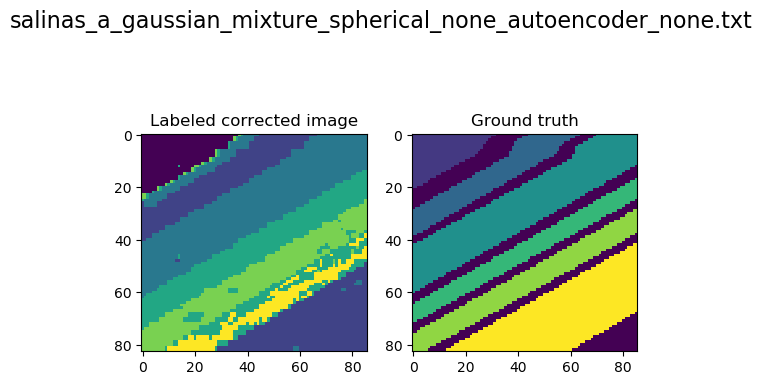 salinas_a_gaussian_mixture_spherical_none_autoencoder_none.txt
Labeled corrected image
Ground truth
0
20
40
60
80
0 20 40 60 80
0
20
40
60
80
0 20 40 60 80